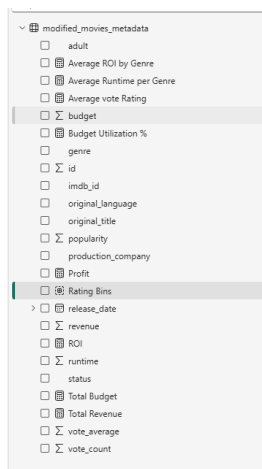 modified_movies_metadata
adult
Average ROI by Genre
Average Runtime per Genre
Average vote Rating
budget
Budget Utilization %
genre
id
imdb_id
original_language
original_title
popularity
production_company
Profit
Rating Bins
release_date
revenue
ROI
runtime
status
Total Budget
Total Revenue
vote_average
vote_count